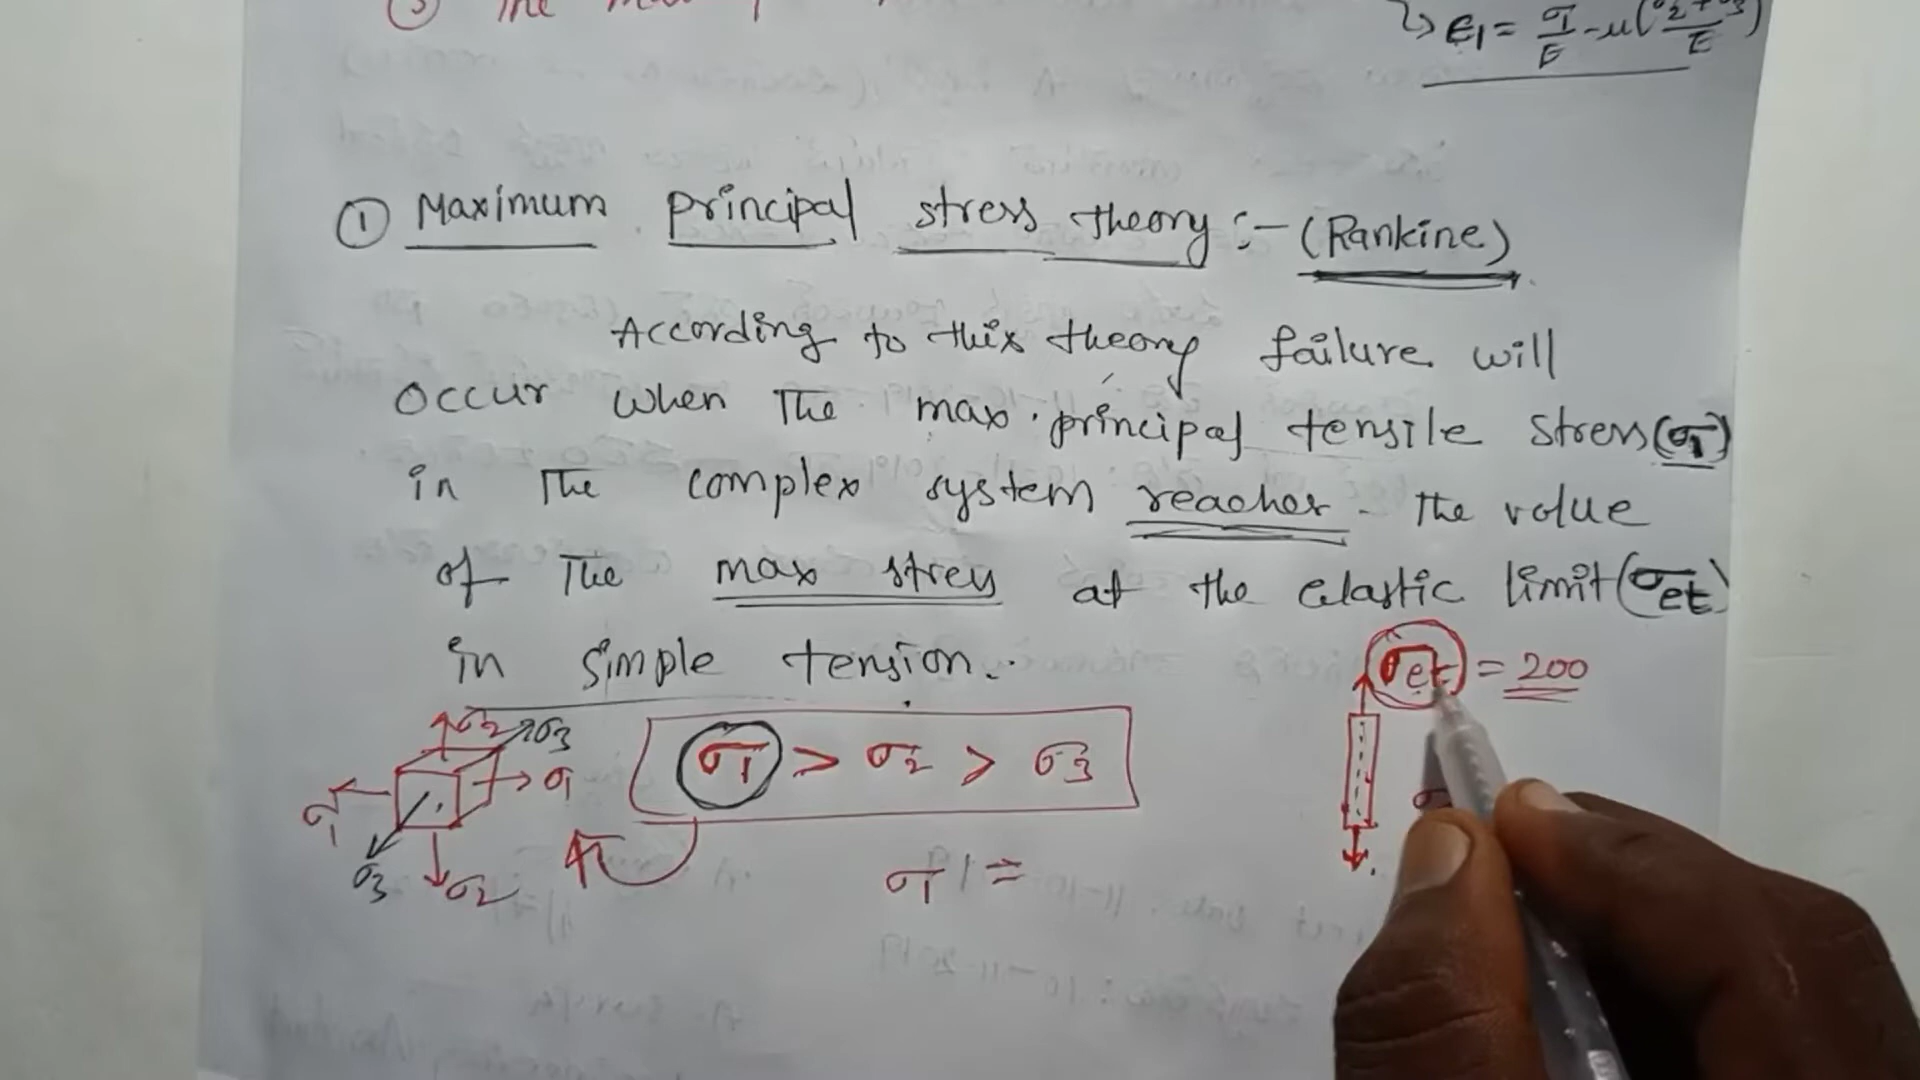 ③ The
ε1 = σ1/E - μ(σ2+σ3/E)
① Maximum principal stress theory :- (Rankine)
According to this theory failure will
occur when The max. principal tensile stress(σ1)
in The complex system reaches - The value
of The max stress at the elastic limit(σet)
in simple tension.
σet = 200
σ2 σ3
σ1 σ1
σ3 σ2
σ1 > σ2 > σ3
σ1 =